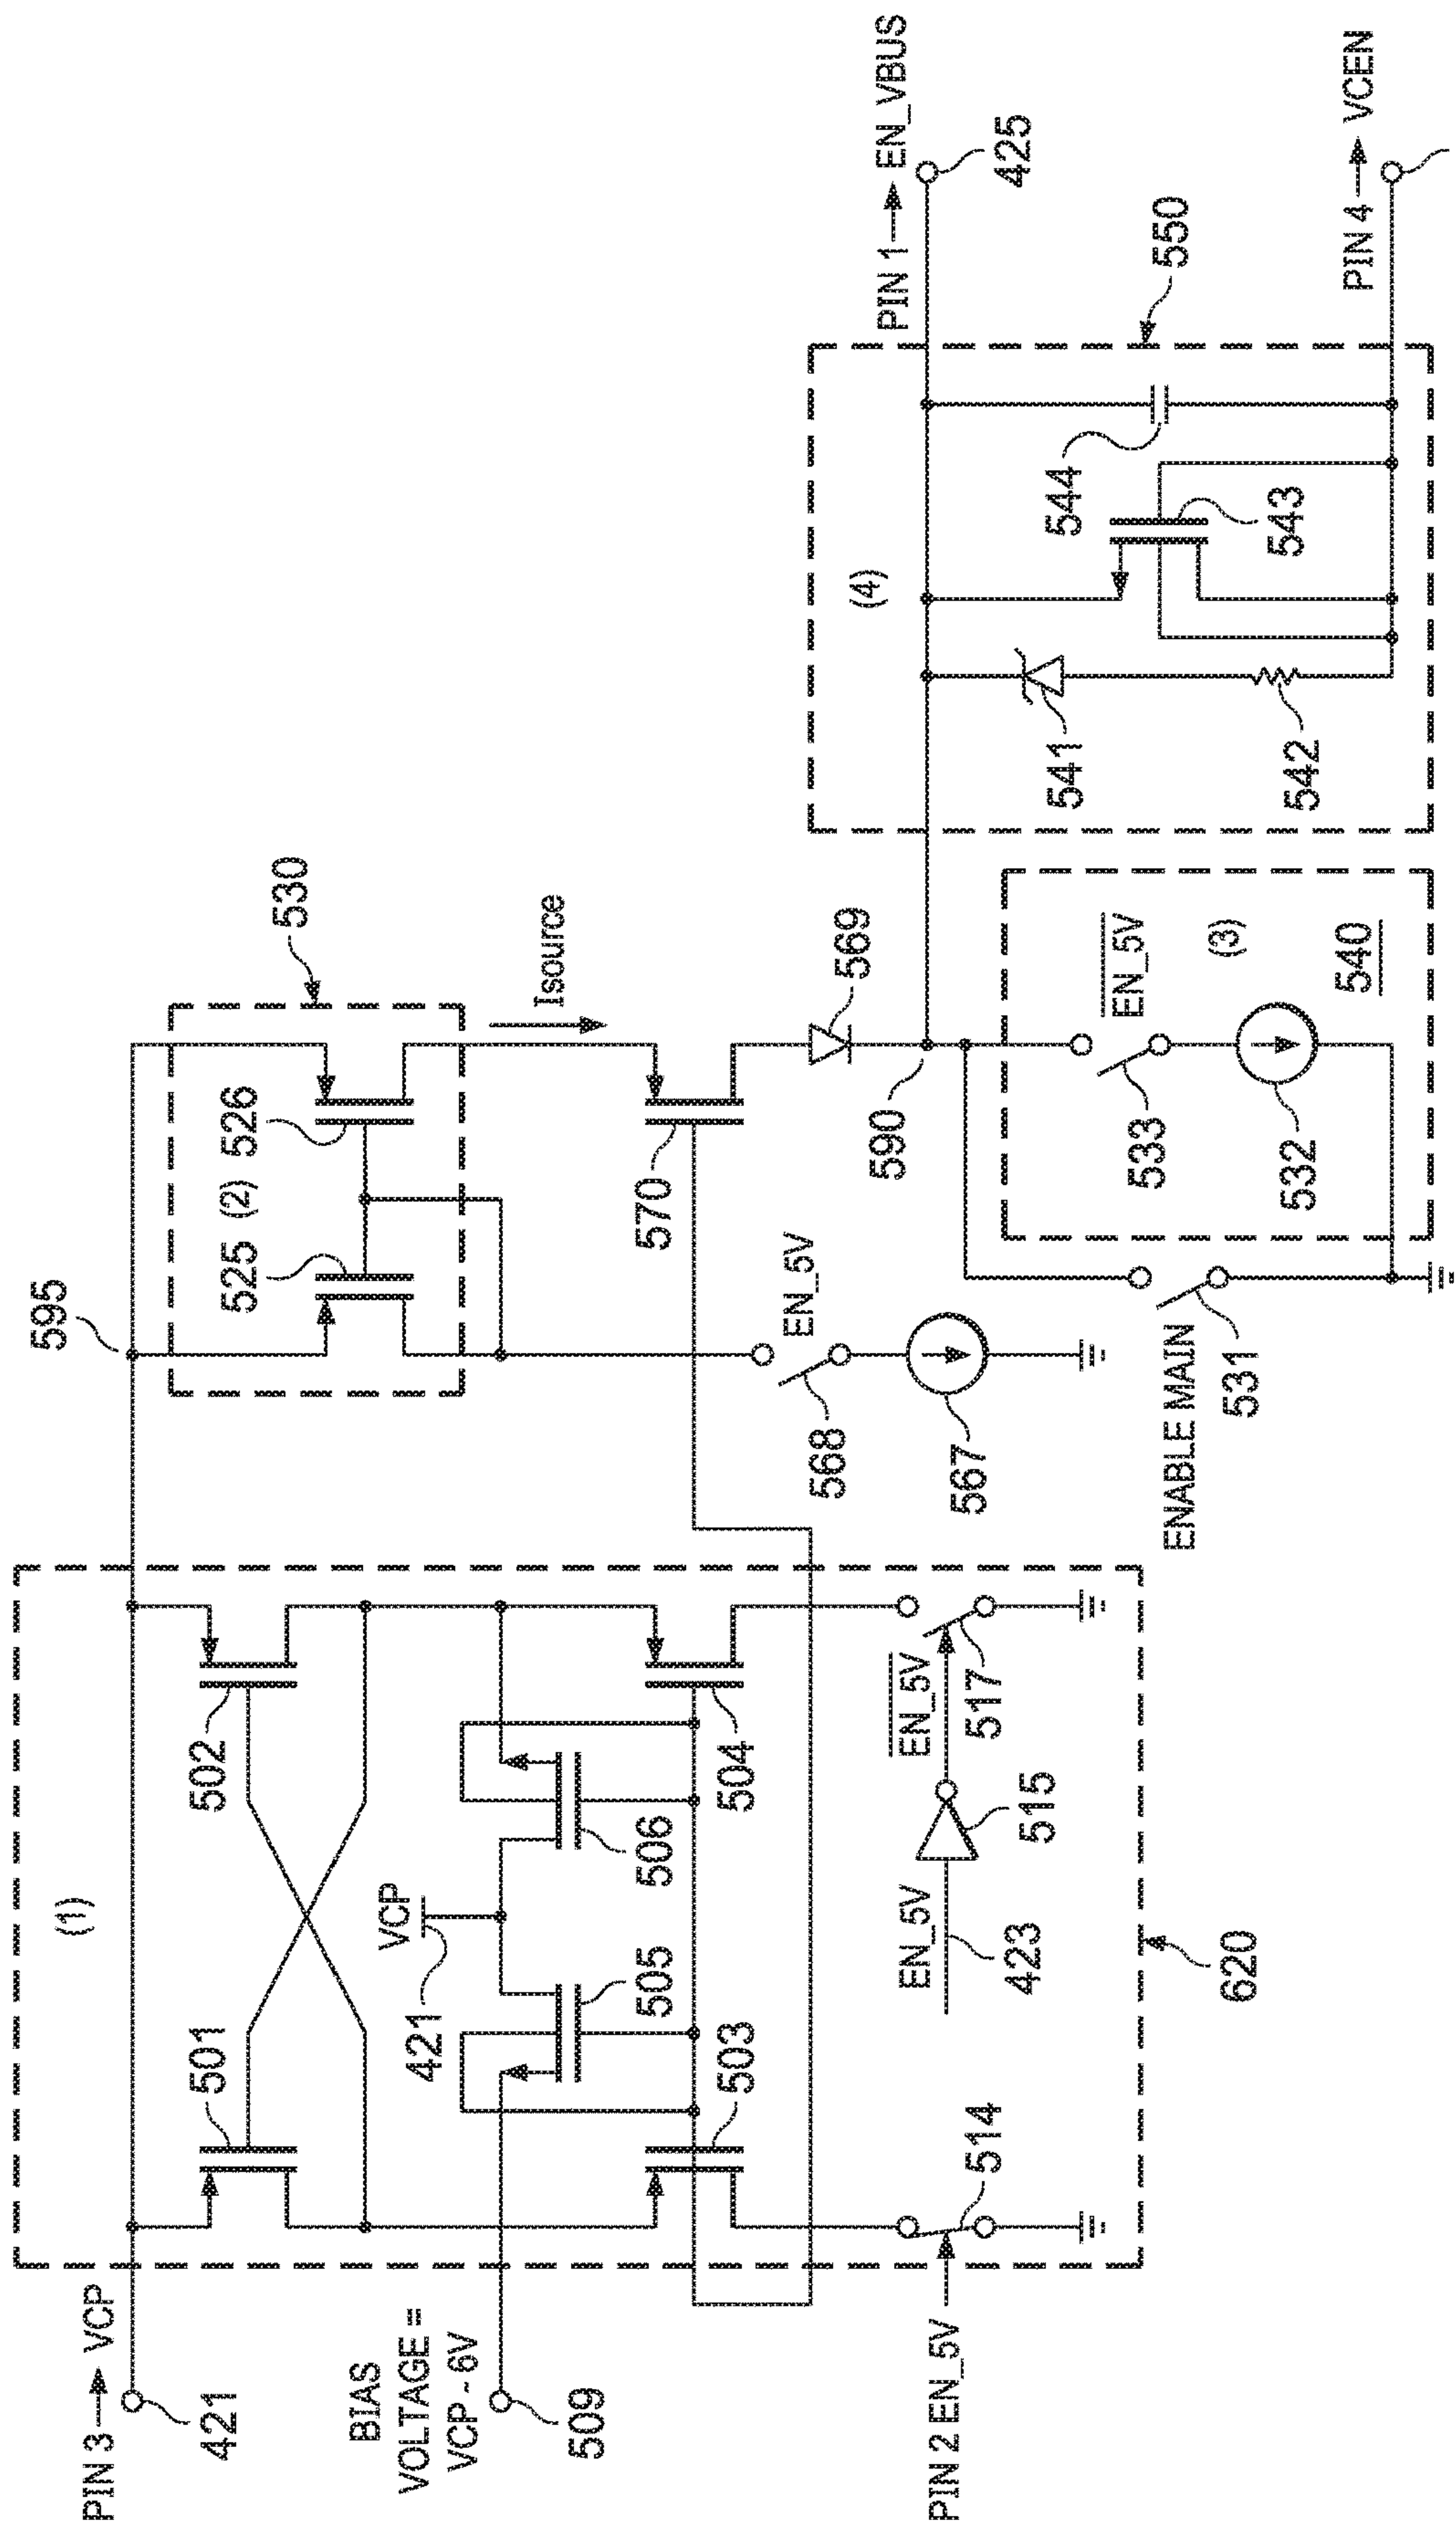 PIN 3 → VCP
421
BIAS
VOLTAGE =
VCP - 6V
509
PIN 2 EN_5V
(1)
501
502
VCP
421
505
506
503
504
EN_5V
423
515
EN_5V
517
514
620
595
530
525
(2)
526
Isource
570
569
EN_5V
568
567
590
ENABLE MAIN
531
EN_5V
533
(3)
532
540
(4)
541
542
543
544
550
PIN 1 → EN_VBUS
425
PIN 4 → VCEN